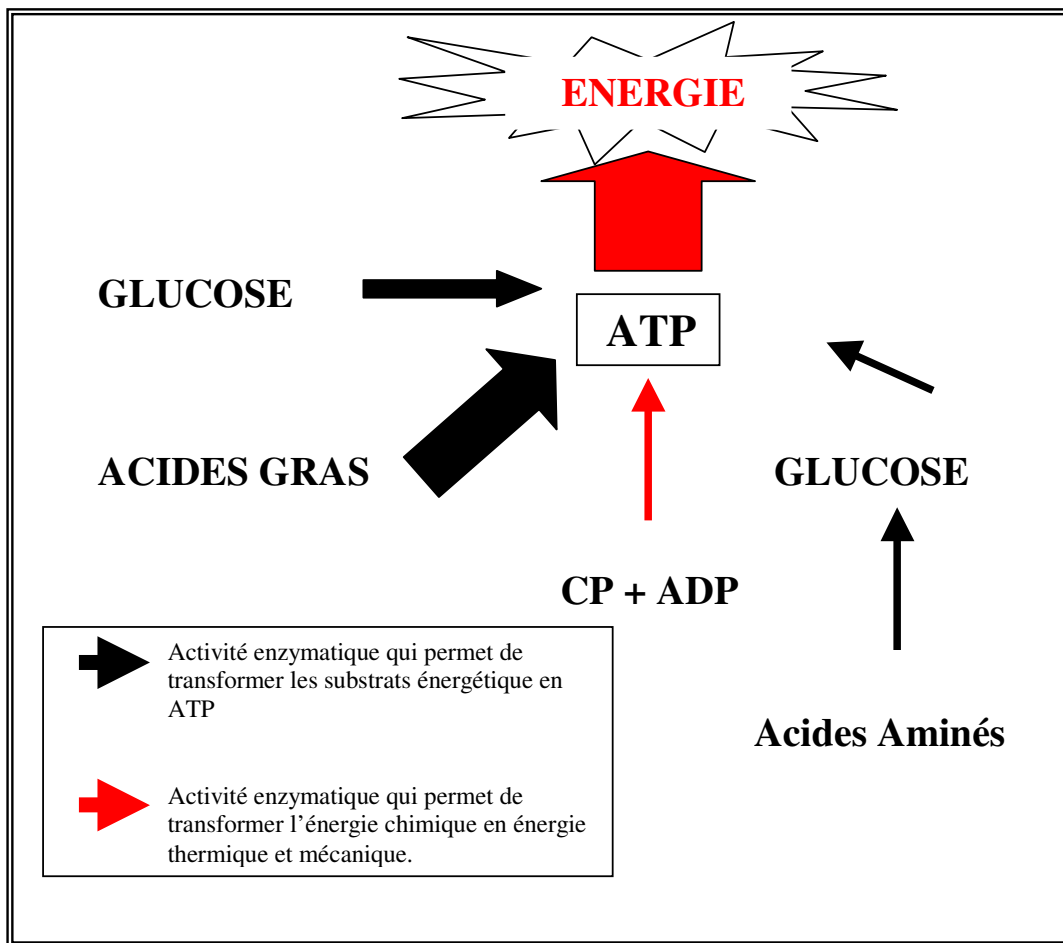 ENERGIE
GLUCOSE
ATP
ACIDES GRAS
GLUCOSE
CP + ADP
Acides Aminés
Activité enzymatique qui permet de
transformer les substrats énergétique en
ATP
Activité enzymatique qui permet de
transformer l’énergie chimique en énergie
thermique et mécanique.